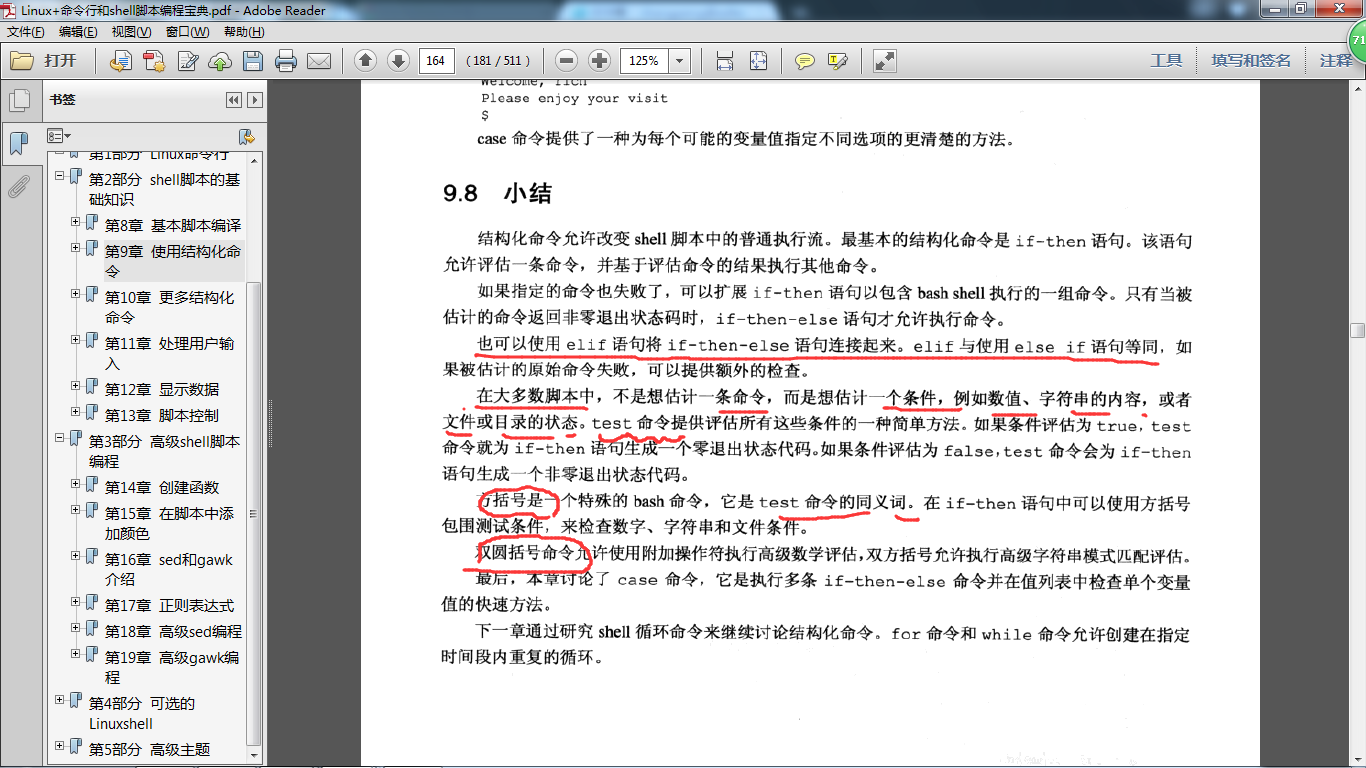 Linux+命令行和shell脚本编程宝典.pdf - Adobe Reader
文件(F) 编辑(E) 视图(V) 窗口(W) 帮助(H)
打开 164 (181 / 511) 125% 工具 填写和签名 注释
71
书签
第1部分 Linux命令行
第2部分 shell脚本的基
础知识
第8章 基本脚本编译
第9章 使用结构化命
令
第10章 更多结构化
命令
第11章 处理用户输
入
第12章 显示数据
第13章 脚本控制
第3部分 高级shell脚本
编程
第14章 创建函数
第15章 在脚本中添
加颜色
第16章 sed和gawk
介绍
第17章 正则表达式
第18章 高级sed编程
第19章 高级gawk编
程
第4部分 可选的
Linuxshell
第5部分 高级主题
Welcome, rich
Please enjoy your visit
$
case 命令提供了一种为每个可能的变量值指定不同选项的更清楚的方法。
9.8 小结
结构化命令允许改变 shell 脚本中的普通执行流。最基本的结构化命令是 if-then 语句。该语句
允许评估一条命令，并基于评估命令的结果执行其他命令。
如果指定的命令也失败了，可以扩展 if-then 语句以包含 bash shell 执行的一组命令。只有当被
估计的命令返回非零退出状态码时，if-then-else 语句才允许执行命令。
也可以使用 elif 语句将 if-then-else 语句连接起来。elif 与使用 else if 语句等同，如
果被估计的原始命令失败，可以提供额外的检查。
在大多数脚本中，不是想估计一条命令，而是想估计一个条件，例如数值、字符串的内容，或者
文件或目录的状态。test 命令提供评估所有这些条件的一种简单方法。如果条件评估为 true，test
命令就为 if-then 语句生成一个零退出状态代码。如果条件评估为 false，test 命令会为 if-then
语句生成一个非零退出状态代码。
方括号是一个特殊的 bash 命令，它是 test 命令的同义词。在 if-then 语句中可以使用方括号
包围测试条件，来检查数字、字符串和文件条件。
双圆括号命令允许使用附加操作符执行高级数学评估，双方括号允许执行高级字符串模式匹配评估。
最后，本章讨论了 case 命令，它是执行多条 if-then-else 命令并在值列表中检查单个变量
值的快速方法。
下一章通过研究 shell 循环命令来继续讨论结构化命令。for 命令和 while 命令允许创建在指定
时间段内重复的循环。